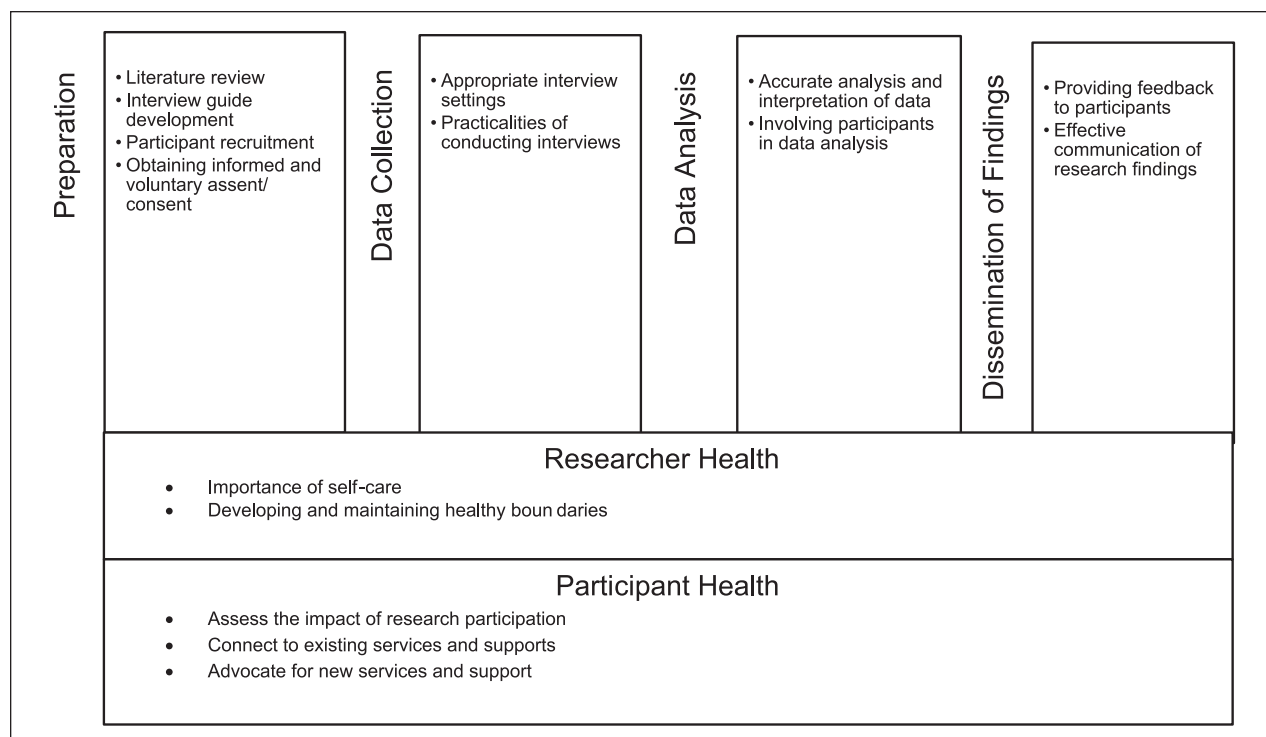 Preparation
• Literature review
• Interview guide
development
• Participant recruitment
• Obtaining informed and
voluntary assent/
consent
Data Collection
• Appropriate interview
settings
• Practicalities of
conducting interviews
Data Analysis
• Accurate analysis and
interpretation of data
• Involving participants
in data analysis
Dissemination of Findings
• Providing feedback
to participants
• Effective
communication of
research findings
Researcher Health
• Importance of self-care
• Developing and maintaining healthy boun daries
Participant Health
• Assess the impact of research participation
• Connect to existing services and supports
• Advocate for new services and support